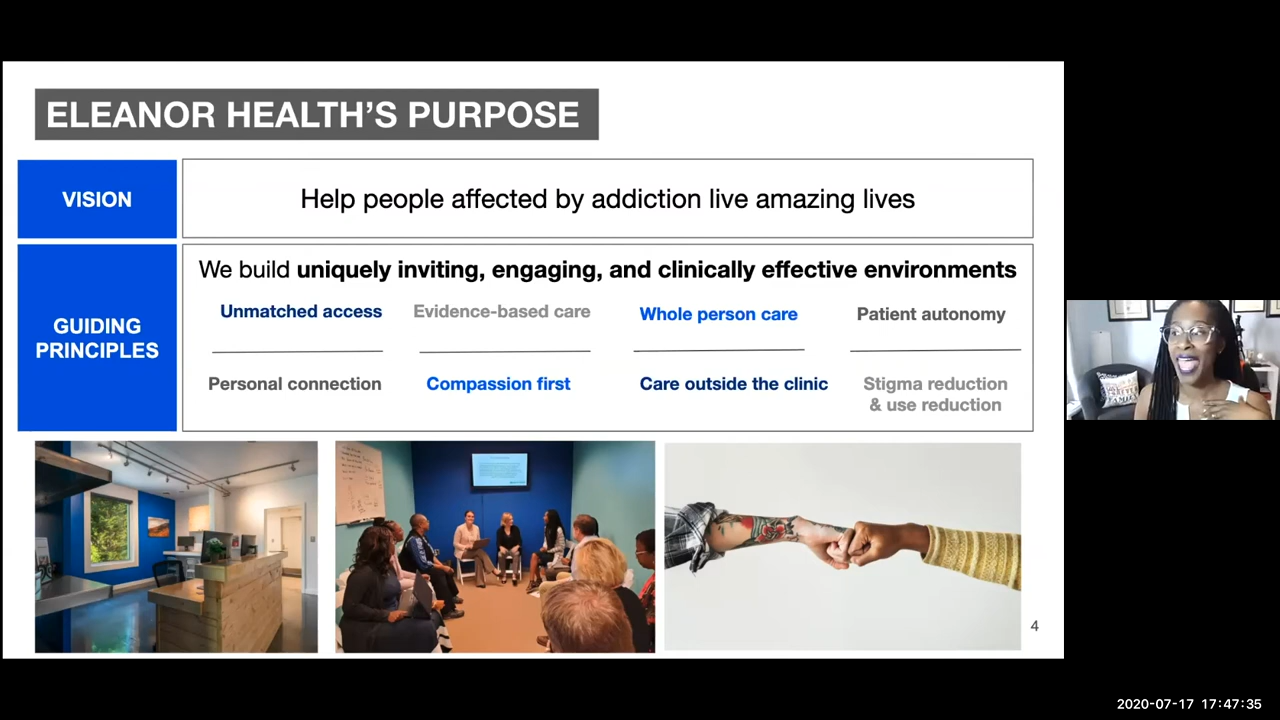 ELEANOR HEALTH'S PURPOSE
VISION
Help people affected by addiction live amazing lives
GUIDING
PRINCIPLES
We build uniquely inviting, engaging, and clinically effective environments
Unmatched access
Evidence-based care
Whole person care
Patient autonomy
Personal connection
Compassion first
Care outside the clinic
Stigma reduction
& use reduction
4
2020-07-17 17:47:35